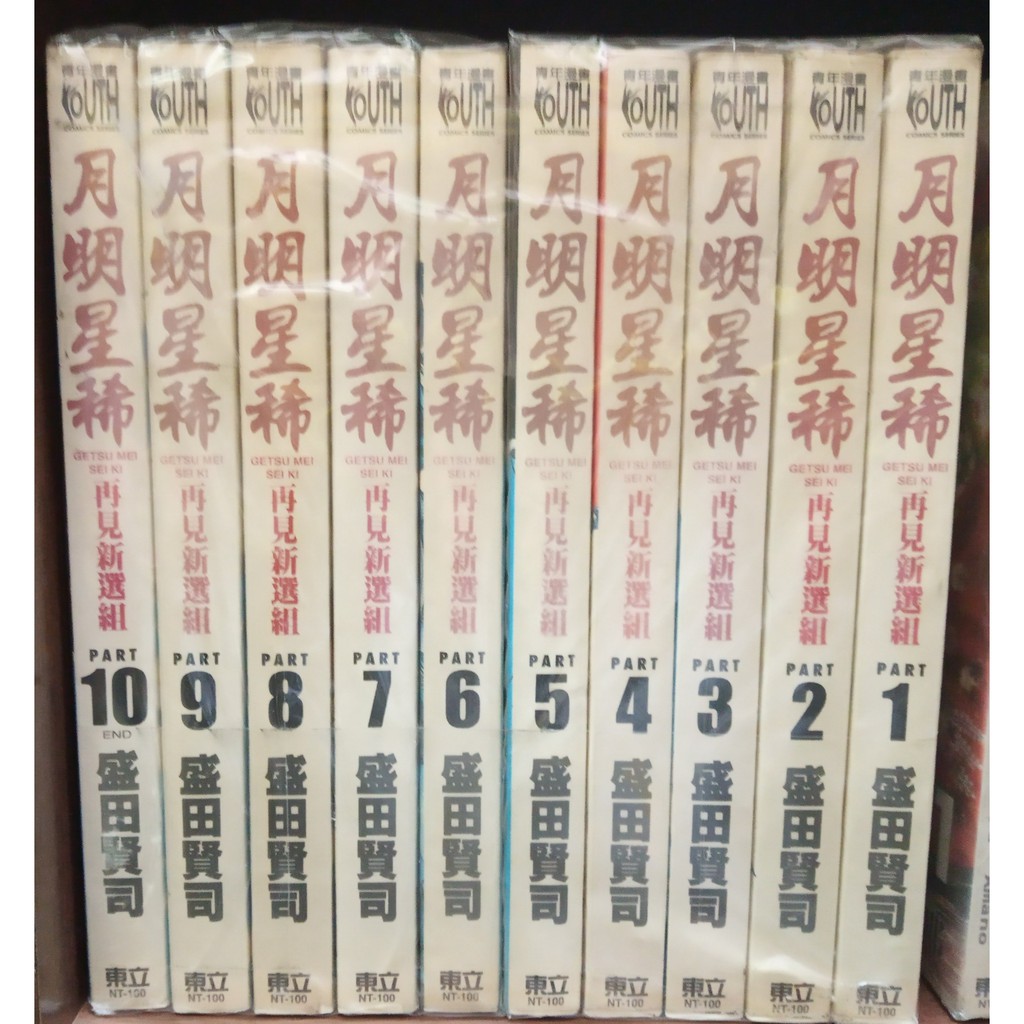 青年漫畫
YOUTH
COMICS SERIES
月明星稀
GETSU MEI
SEI KI
再見新選組
PART
10
END
盛田賢司
東立
NT-100
青年漫畫
YOUTH
COMICS SERIES
月明星稀
GETSU MEI
SEI KI
再見新選組
PART
9
盛田賢司
東立
NT-100
青年漫畫
YOUTH
COMICS SERIES
月明星稀
GETSU MEI
SEI KI
再見新選組
PART
8
盛田賢司
東立
NT-100
青年漫畫
YOUTH
COMICS SERIES
月明星稀
GETSU MEI
SEI KI
再見新選組
PART
7
盛田賢司
東立
NT-100
青年漫畫
YOUTH
COMICS SERIES
月明星稀
GETSU MEI
SEI KI
再見新選組
PART
6
盛田賢司
東立
NT-100
青年漫畫
YOUTH
COMICS SERIES
月明星稀
GETSU MEI
SEI KI
再見新選組
PART
5
盛田賢司
東立
NT-100
青年漫畫
YOUTH
COMICS SERIES
月明星稀
GETSU MEI
SEI KI
再見新選組
PART
4
盛田賢司
東立
NT-100
青年漫畫
YOUTH
COMICS SERIES
月明星稀
GETSU MEI
SEI KI
再見新選組
PART
3
盛田賢司
東立
NT-100
青年漫畫
YOUTH
COMICS SERIES
月明星稀
GETSU MEI
SEI KI
再見新選組
PART
2
盛田賢司
東立
NT-100
青年漫畫
YOUTH
COMICS SERIES
月明星稀
GETSU MEI
SEI KI
再見新選組
PART
1
盛田賢司
東立
NT-100
Amano